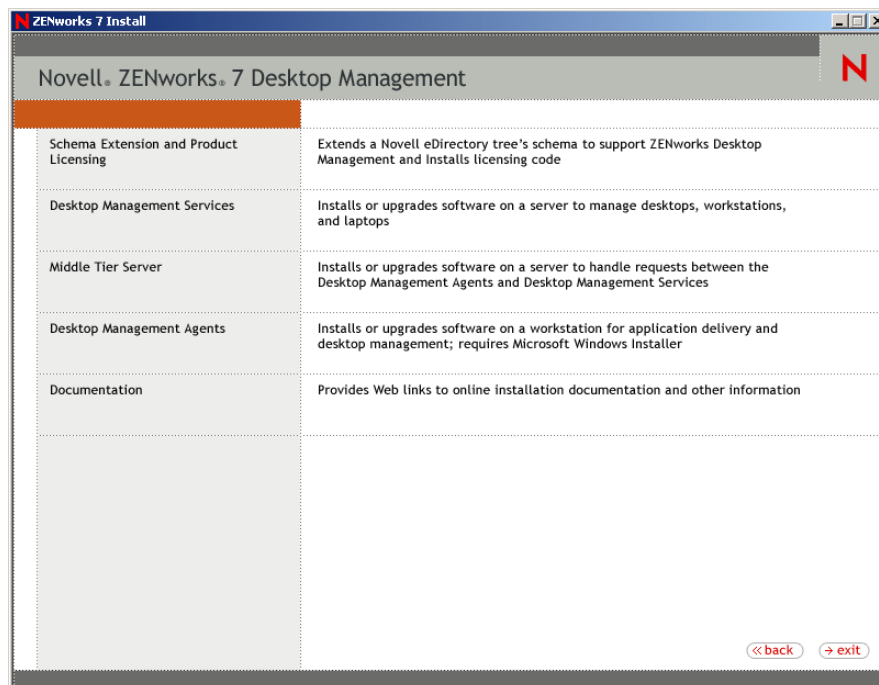 ZENworks 7 Install
Novell® ZENworks® 7 Desktop Management
N
Schema Extension and Product
Licensing
Extends a Novell eDirectory tree's schema to support ZENworks Desktop
Management and Installs licensing code
Desktop Management Services
Installs or upgrades software on a server to manage desktops, workstations,
and laptops
Middle Tier Server
Installs or upgrades software on a server to handle requests between the
Desktop Management Agents and Desktop Management Services
Desktop Management Agents
Installs or upgrades software on a workstation for application delivery and
desktop management; requires Microsoft Windows Installer
Documentation
Provides Web links to online installation documentation and other information
« back
→ exit